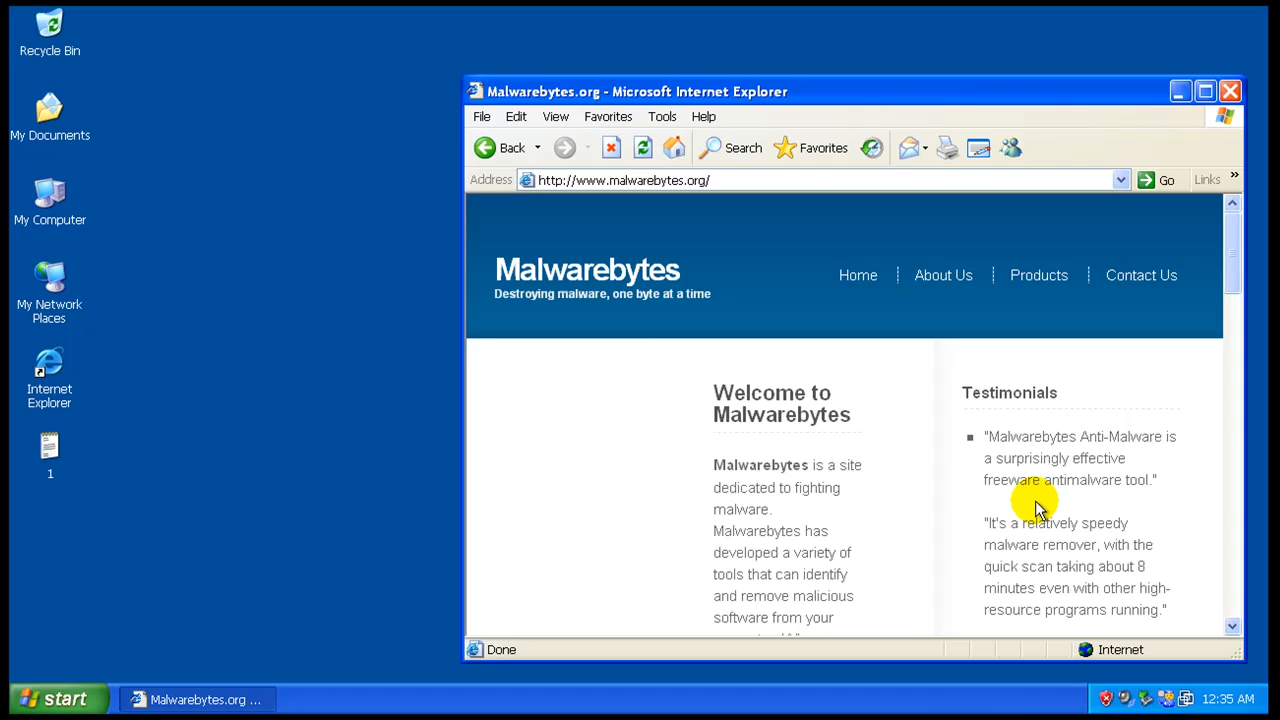 Recycle Bin
My Documents
My Computer
My Network
Places
Internet
Explorer
1
Malwarebytes.org - Microsoft Internet Explorer
File Edit View Favorites Tools Help
Back Search Favorites
Address http://www.malwarebytes.org/ Go Links »
Malwarebytes
Destroying malware, one byte at a time
Home About Us Products Contact Us
Welcome to
Malwarebytes
Malwarebytes is a site
dedicated to fighting
malware.
Malwarebytes has
developed a variety of
tools that can identify
and remove malicious
software from your
Testimonials
"Malwarebytes Anti-Malware is
a surprisingly effective
freeware antimalware tool."
"It's a relatively speedy
malware remover, with the
quick scan taking about 8
minutes even with other high-
resource programs running."
Done Internet
start Malwarebytes.org ... 12:35 AM